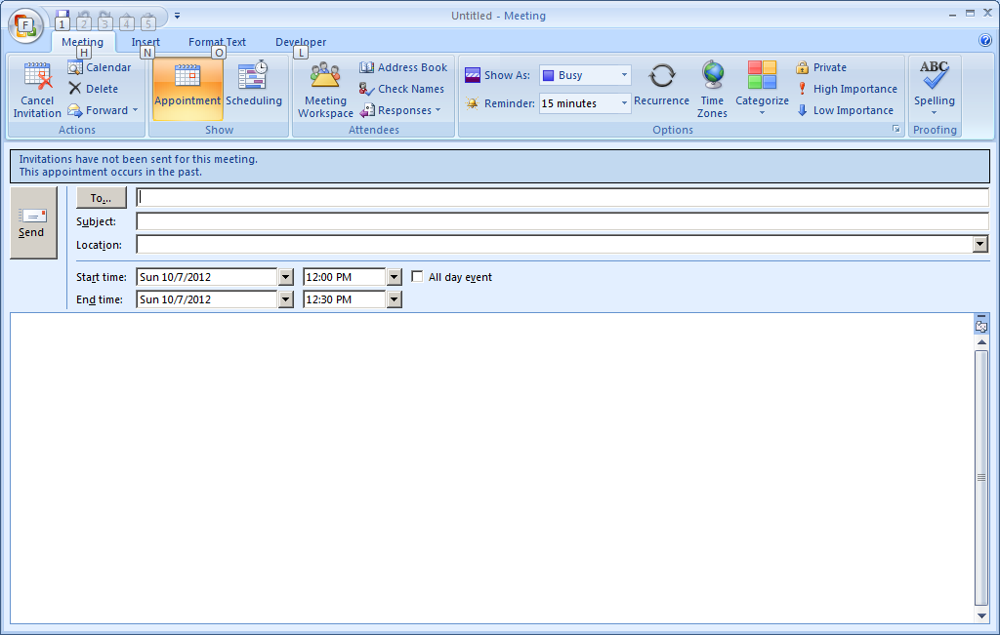 Untitled - Meeting
F
1 2 3 4 5
Meeting Insert Format Text Developer
H N O L
Cancel Invitation
Calendar
Delete
Forward
Actions
Appointment
Scheduling
Show
Meeting Workspace
Address Book
Check Names
Responses
Attendees
Show As: Busy
Reminder: 15 minutes
Recurrence
Time Zones
Categorize
Private
High Importance
Low Importance
Options
ABC
Spelling
Proofing
Invitations have not been sent for this meeting.
This appointment occurs in the past.
Send
To...
Subject:
Location:
Start time: Sun 10/7/2012 12:00 PM All day event
End time: Sun 10/7/2012 12:30 PM